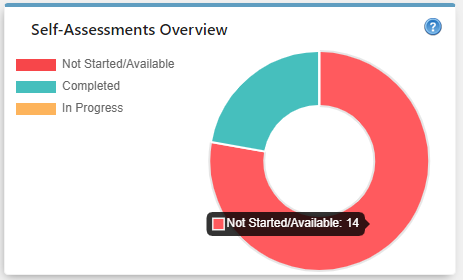 Self-Assessments Overview
?
Not Started/Available
Completed
In Progress
Not Started/Available: 14